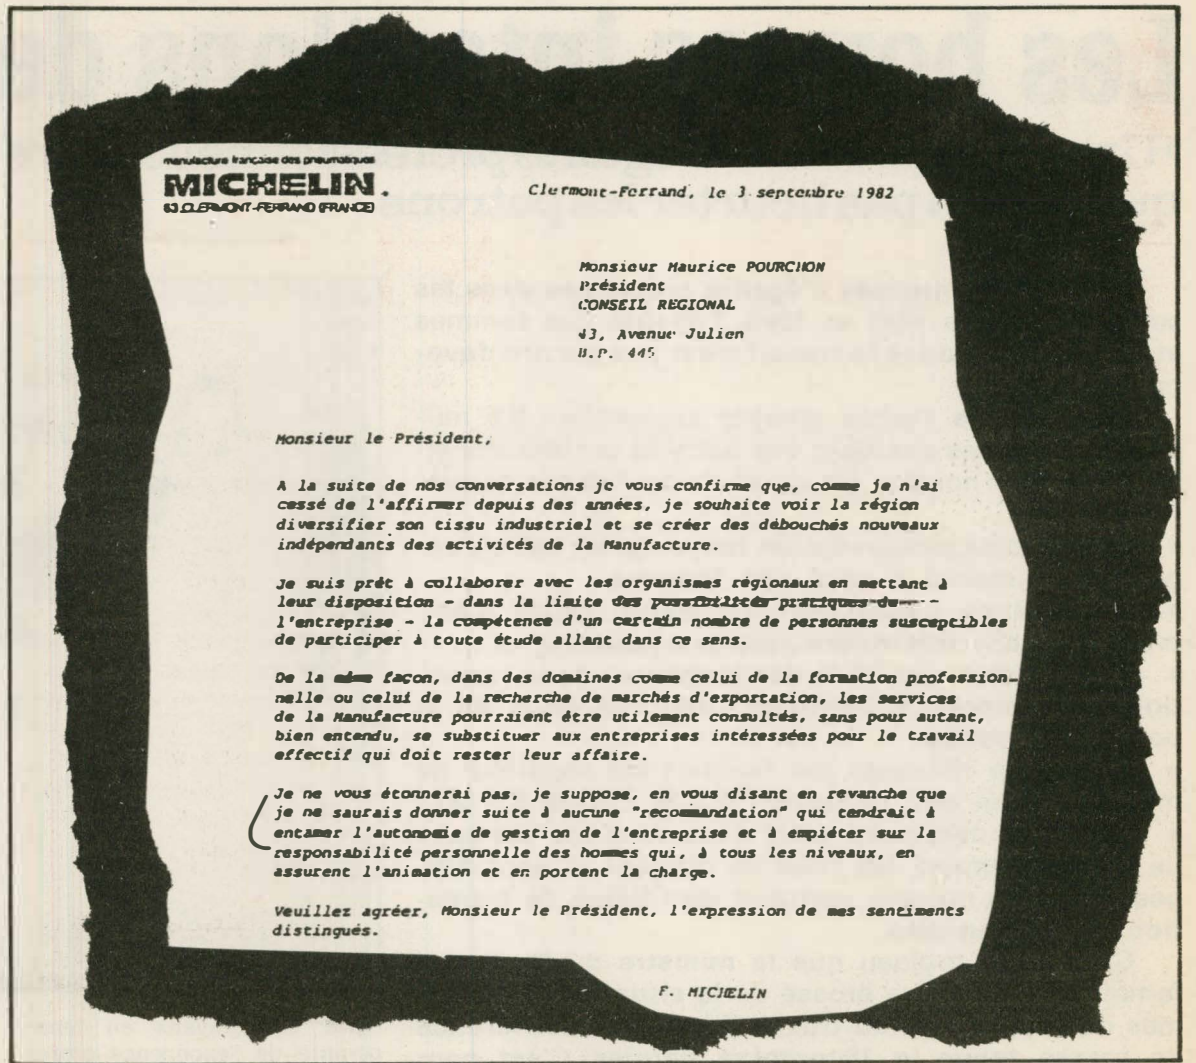 manufacture française des pneumatiques
MICHELIN.
63 CLERMONT-FERRAND (FRANCE)
Clermont-Ferrand, le 3 septembre 1982
Monsieur Maurice POURCHON
Président
CONSEIL REGIONAL
43, Avenue Julien
B.P. 445
Monsieur le Président,
A la suite de nos conversations je vous confirme que, comme je n'ai
cessé de l'affirmer depuis des années, je souhaite voir la région
diversifier son tissu industriel et se créer des débouchés nouveaux
indépendants des activités de la Manufacture.
Je suis prêt à collaborer avec les organismes régionaux en mettant à
leur disposition - dans la limite des possibilités pratiques de
l'entreprise - la compétence d'un certain nombre de personnes susceptibles
de participer à toute étude allant dans ce sens.
De la même façon, dans des domaines comme celui de la formation profession-
nelle ou celui de la recherche de marchés d'exportation, les services
de la Manufacture pourraient être utilement consultés, sans pour autant,
bien entendu, se substituer aux entreprises intéressées pour le travail
effectif qui doit rester leur affaire.
Je ne vous étonnerai pas, je suppose, en vous disant en revanche que
je ne saurais donner suite à aucune "recommandation" qui tendrait à
entamer l'autonomie de gestion de l'entreprise et à empiéter sur la
responsabilité personnelle des hommes qui, à tous les niveaux, en
assurent l'animation et en portent la charge.
Veuillez agréer, Monsieur le Président, l'expression de mes sentiments
distingués.
F. MICHELIN